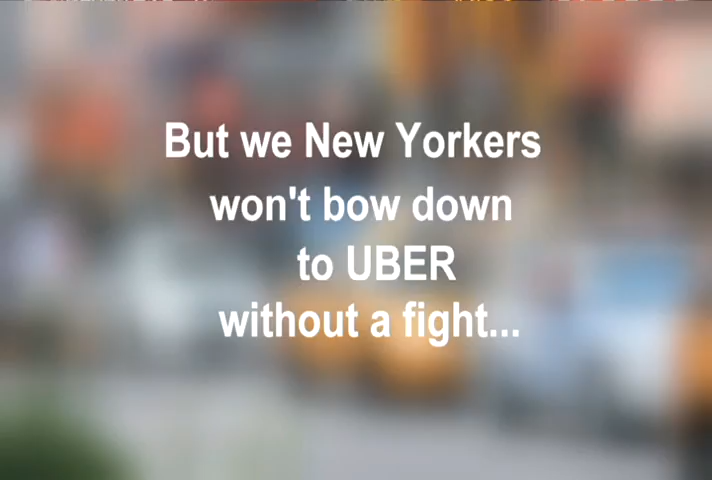 But we New Yorkers
won't bow down
to UBER
without a fight...